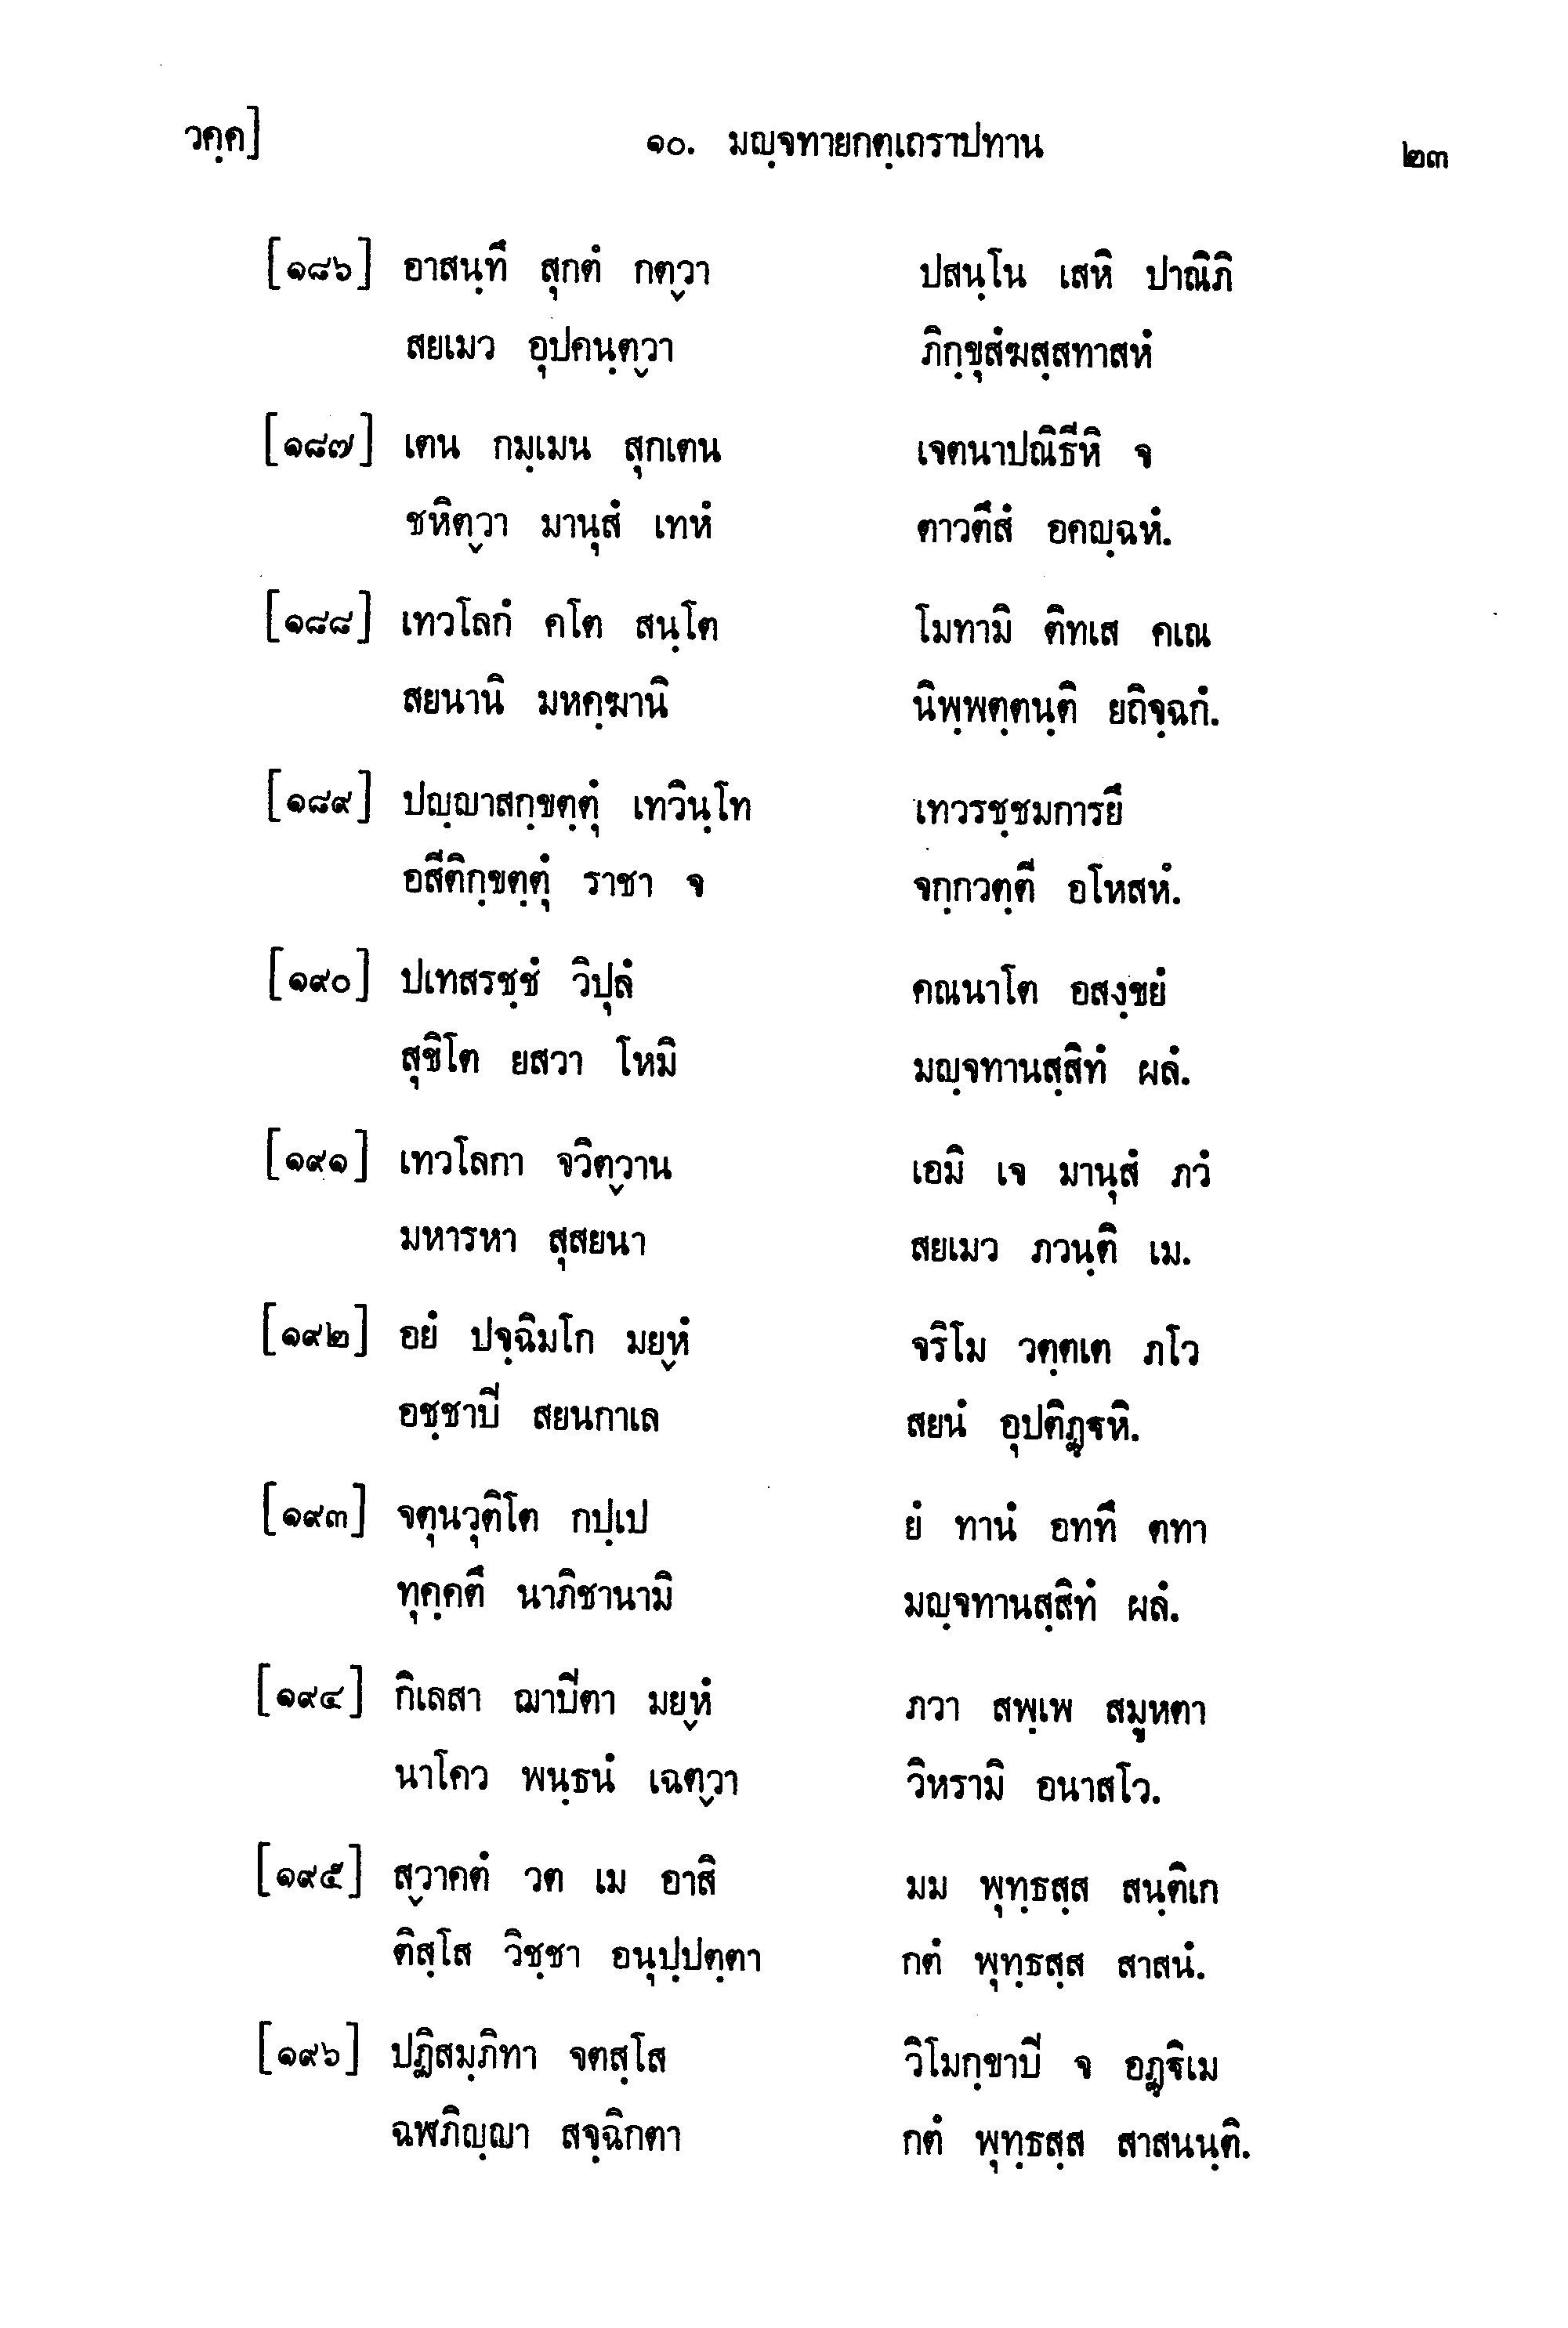 วคฺค] ๑๐. มญฺจทายกตฺเถราปทาน ๒๓
[๑๘๖] อาสนฺทึ สุกตํ กตฺวา ปสนฺโน เสหิ ปาณิภิ
สยเมว อุปคนฺตฺวา ภิกฺขุสํฆสฺสทาสหํ
[๑๘๗] เตน กมฺเมน สุกเตน เจตนาปณิธีหิ จ
ชหิตฺวา มานุสํ เทหํ ตาวตึสํ อคญฺฉหํ.
[๑๘๘] เทวโลกํ คโต สนฺโต โมทามิ ติทเส คเณ
สยนานิ มหคฺฆานิ นิพฺพตฺตนฺติ ยถิจฺฉกํ.
[๑๘๙] ปญฺญาสกฺขตฺตุํ เทวินฺโท เทวรชฺชมการยึ
อสีติกฺขตฺตุํ ราชา จ จกฺกวตฺตี อโหสหํ.
[๑๙๐] ปเทสรชฺชํ วิปุลํ คณนาโต อสงฺขยํ
สุขิโต ยสวา โหมิ มญฺจทานสฺสิทํ ผลํ.
[๑๙๑] เทวโลกา จวิตฺวาน เอมิ เจ มานุสํ ภวํ
มหารหา สุสยนา สยเมว ภวนฺติ เม.
[๑๙๒] อยํ ปจฺฉิมโก มยฺหํ จริโม วตฺตเต ภโว
อชฺชาปิ สยนกาเล สยนํ อุปติฏฺฐหิ.
[๑๙๓] จตุนวุติโต กปฺเป ยํ ทานํ อททึ ตทา
ทุคฺคตึ นาภิชานามิ มญฺจทานสฺสิทํ ผลํ.
[๑๙๔] กิเลสา ฌาปิตา มยฺหํ ภวา สพฺเพ สมูหตา
นาโคว พนฺธนํ เฉตฺวา วิหรามิ อนาสโว.
[๑๙๕] สฺวาคตํ วต เม อาสิ มม พุทฺธสฺส สนฺติเก
ติสฺโส วิชฺชา อนุปฺปตฺตา กตํ พุทฺธสฺส สาสนํ.
[๑๙๖] ปฏิสมฺภิทา จตสฺโส วิโมกฺขาปิ จ อฏฺฐิเม
ฉฬภิญฺญา สจฺฉิกตา กตํ พุทฺธสฺส สาสนนฺติ.